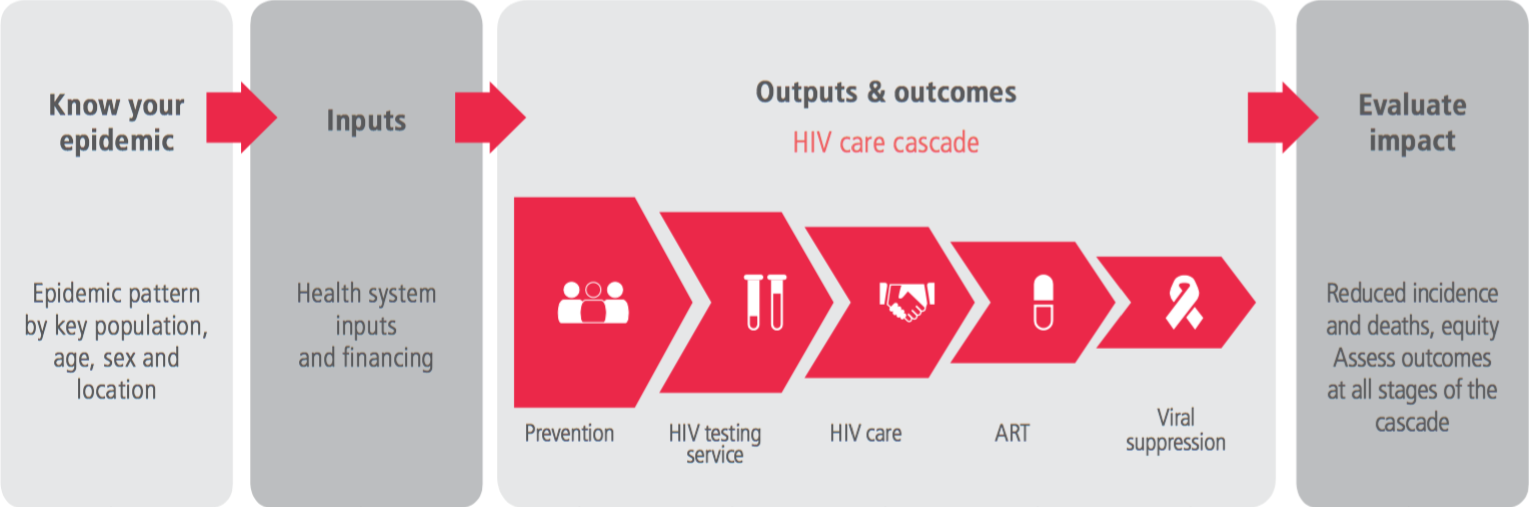 Know your
epidemic
Epidemic pattern
by key population,
age, sex and
location
Inputs
Health system
inputs
and financing
Outputs & outcomes
HIV care cascade
Prevention
HIV testing
service
HIV care
ART
Viral
suppression
Evaluate
impact
Reduced incidence
and deaths, equity
Assess outcomes
at all stages of the
cascade